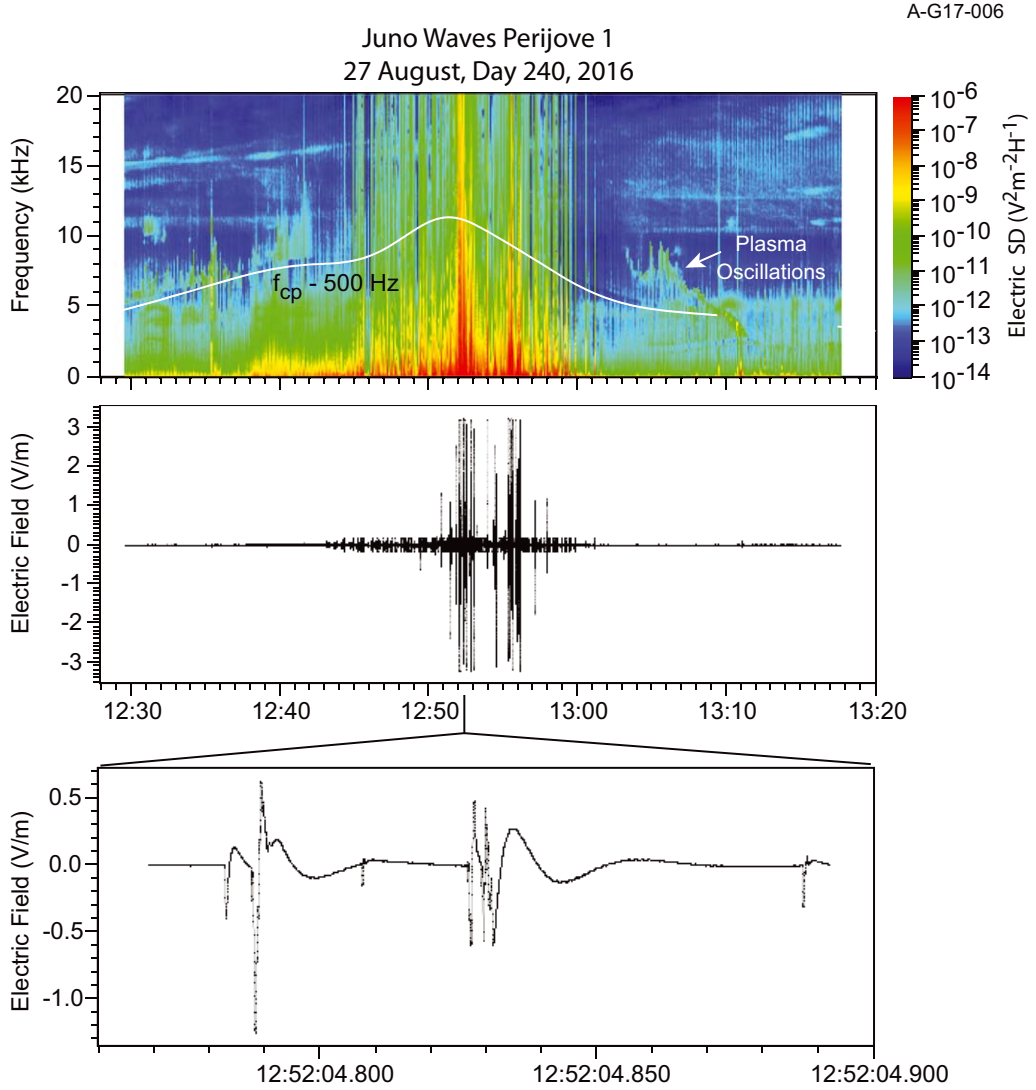 A-G17-006
Juno Waves Perijove 1
27 August, Day 240, 2016
Frequency (kHz)
20
15
10
5
0
f_cp - 500 Hz
Plasma
Oscillations
10^-6
10^-7
10^-8
10^-9
10^-10
10^-11
10^-12
10^-13
10^-14
Electric SD (V^2m^-2H^-1)
Electric Field (V/m)
3
2
1
0
-1
-2
-3
12:30 12:40 12:50 13:00 13:10 13:20
Electric Field (V/m)
0.5
0.0
-0.5
-1.0
12:52:04.800 12:52:04.850 12:52:04.900